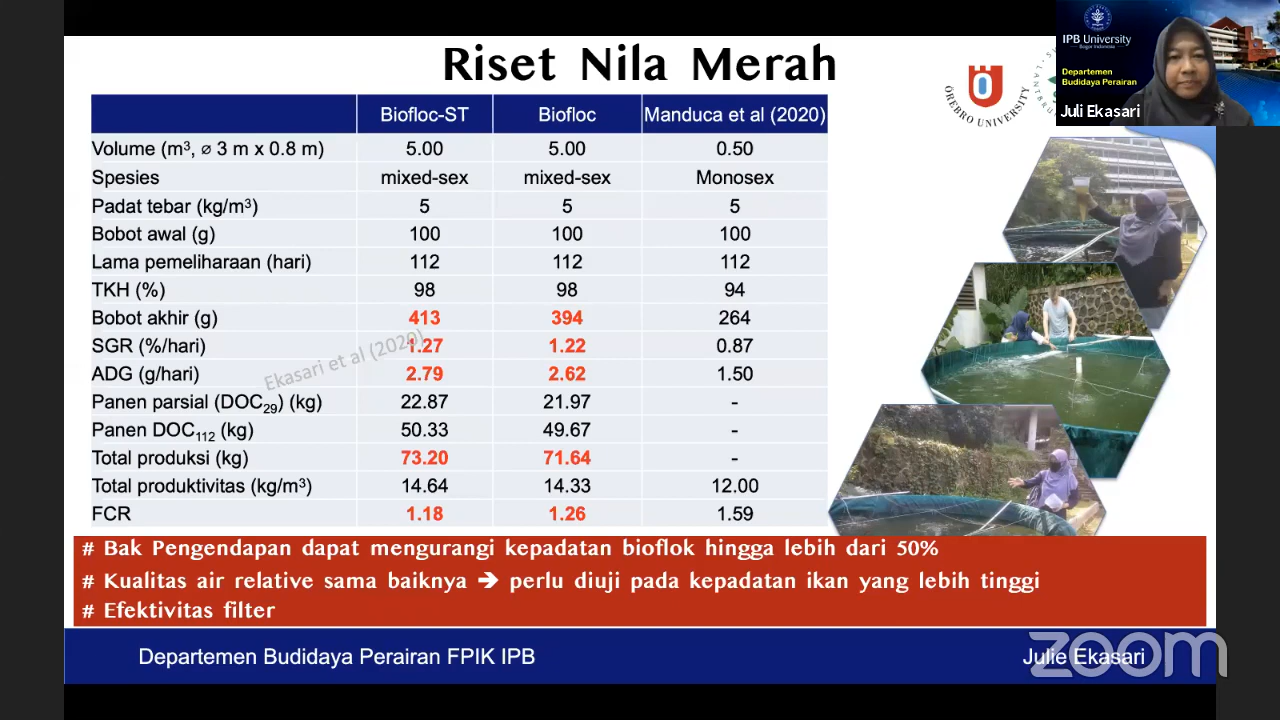 Riset Nila Merah
Biofloc-ST Biofloc Manduca et al (2020)
Volume (m³, ⌀ 3 m x 0.8 m) 5.00 5.00 0.50
Spesies mixed-sex mixed-sex Monosex
Padat tebar (kg/m³) 5 5 5
Bobot awal (g) 100 100 100
Lama pemeliharaan (hari) 112 112 112
TKH (%) 98 98 94
Bobot akhir (g) 413 394 264
SGR (%/hari) 1.27 1.22 0.87
ADG (g/hari) 2.79 2.62 1.50
Panen parsial (DOC29) (kg) 22.87 21.97 -
Panen DOC112 (kg) 50.33 49.67 -
Total produksi (kg) 73.20 71.64 -
Total produktivitas (kg/m³) 14.64 14.33 12.00
FCR 1.18 1.26 1.59
Ekasari et al (2020)
# Bak Pengendapan dapat mengurangi kepadatan bioflok hingga lebih dari 50%
# Kualitas air relative sama baiknya ➔ perlu diuji pada kepadatan ikan yang lebih tinggi
# Efektivitas filter
Departemen Budidaya Perairan FPIK IPB
Julie Ekasari
zoom
ÖREBRO UNIVERSITY
IPB University
Bogor Indonesia
Departemen
Budidaya Perairan
Juli Ekasari